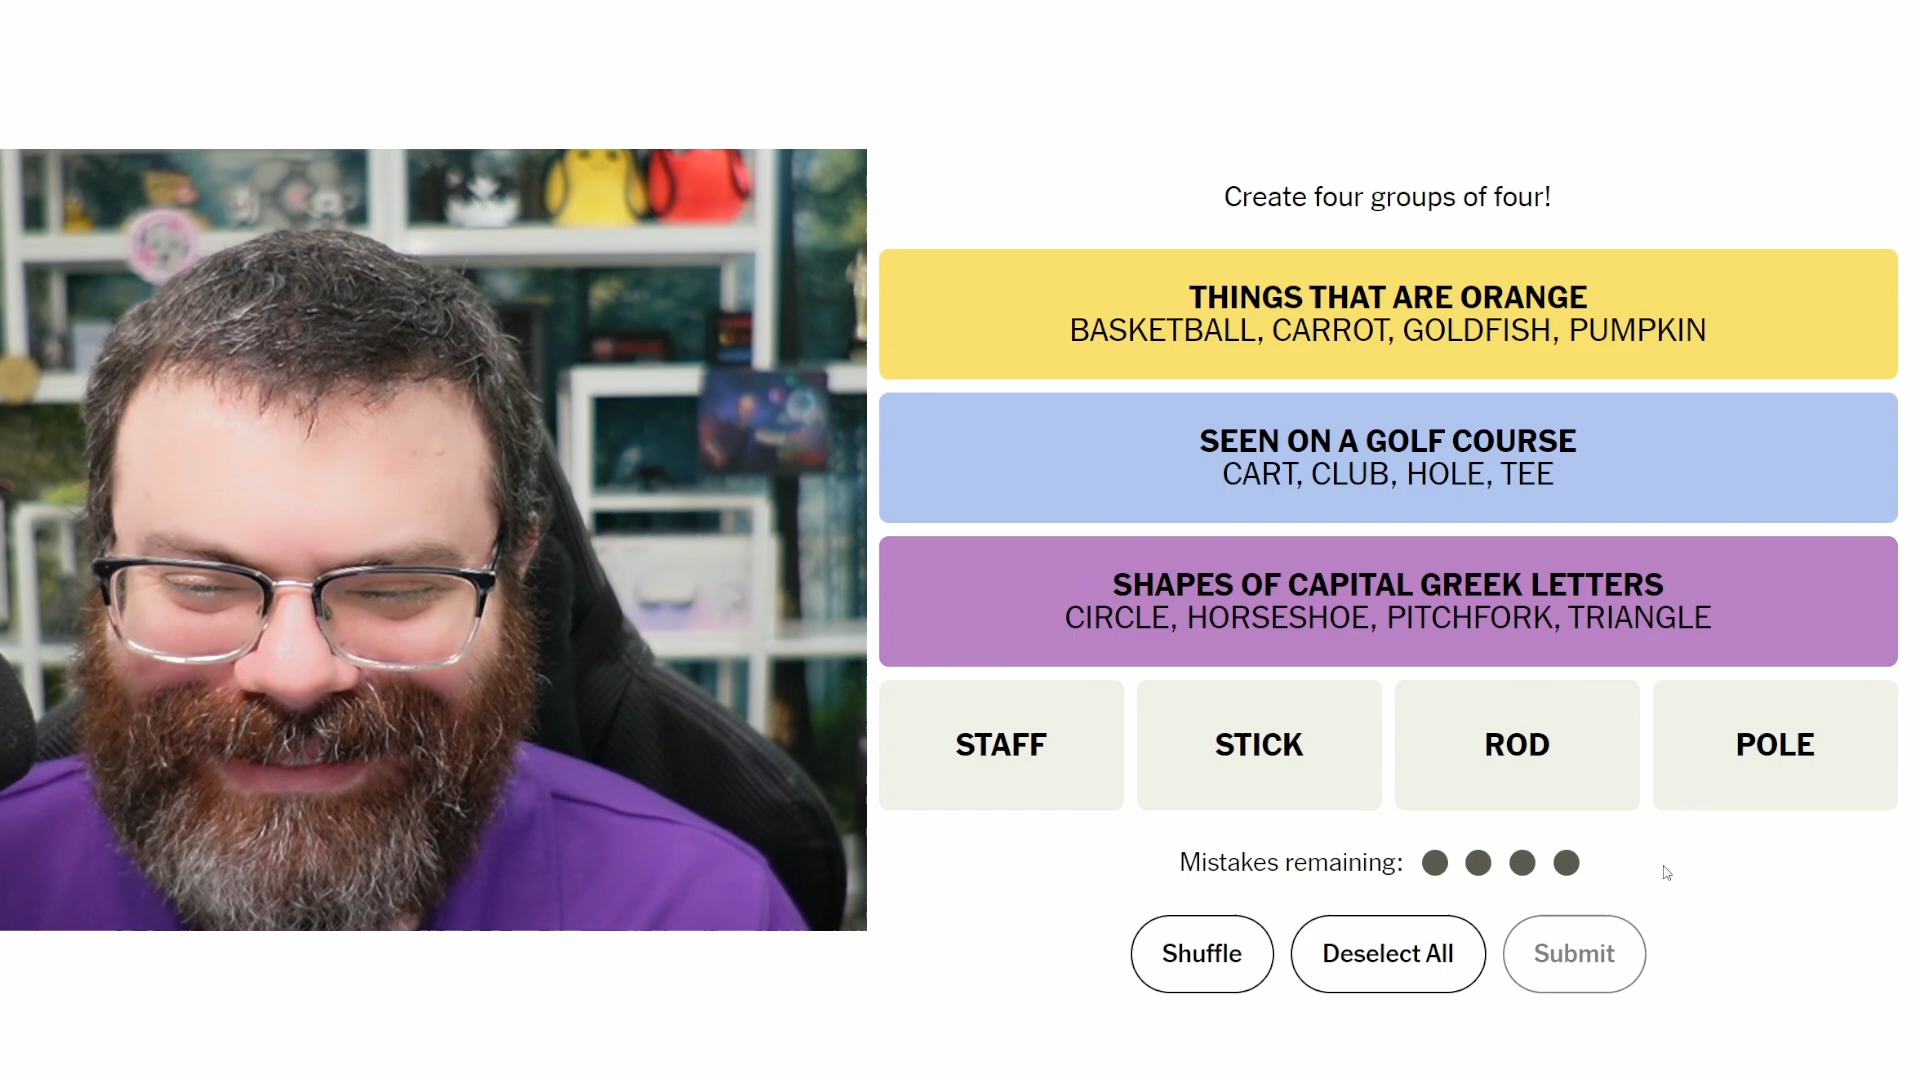 Create four groups of four!
THINGS THAT ARE ORANGE
BASKETBALL, CARROT, GOLDFISH, PUMPKIN
SEEN ON A GOLF COURSE
CART, CLUB, HOLE, TEE
SHAPES OF CAPITAL GREEK LETTERS
CIRCLE, HORSESHOE, PITCHFORK, TRIANGLE
STAFF STICK ROD POLE
Mistakes remaining:
Shuffle Deselect All Submit